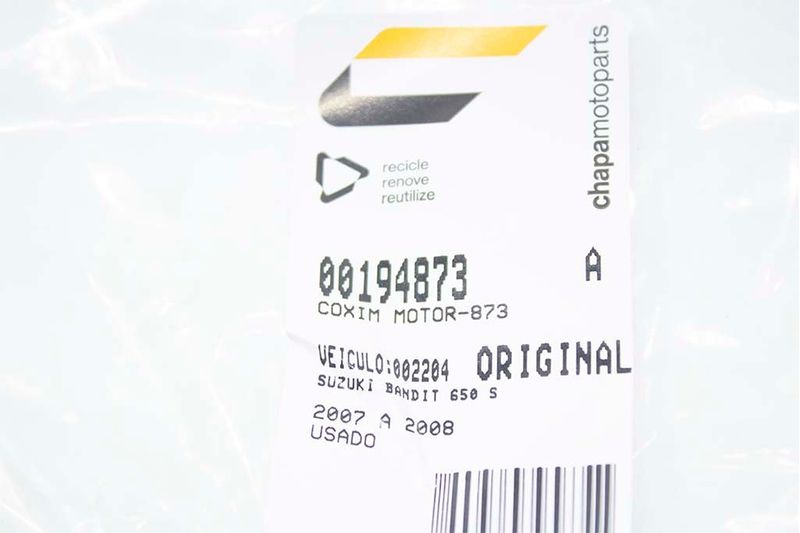 chapamotoparts
recicle
renove
reutilize
00194873 A
COXIM MOTOR-873
VEICULO:002204 ORIGINAL
SUZUKI BANDIT 650 S
2007 A 2008
USADO